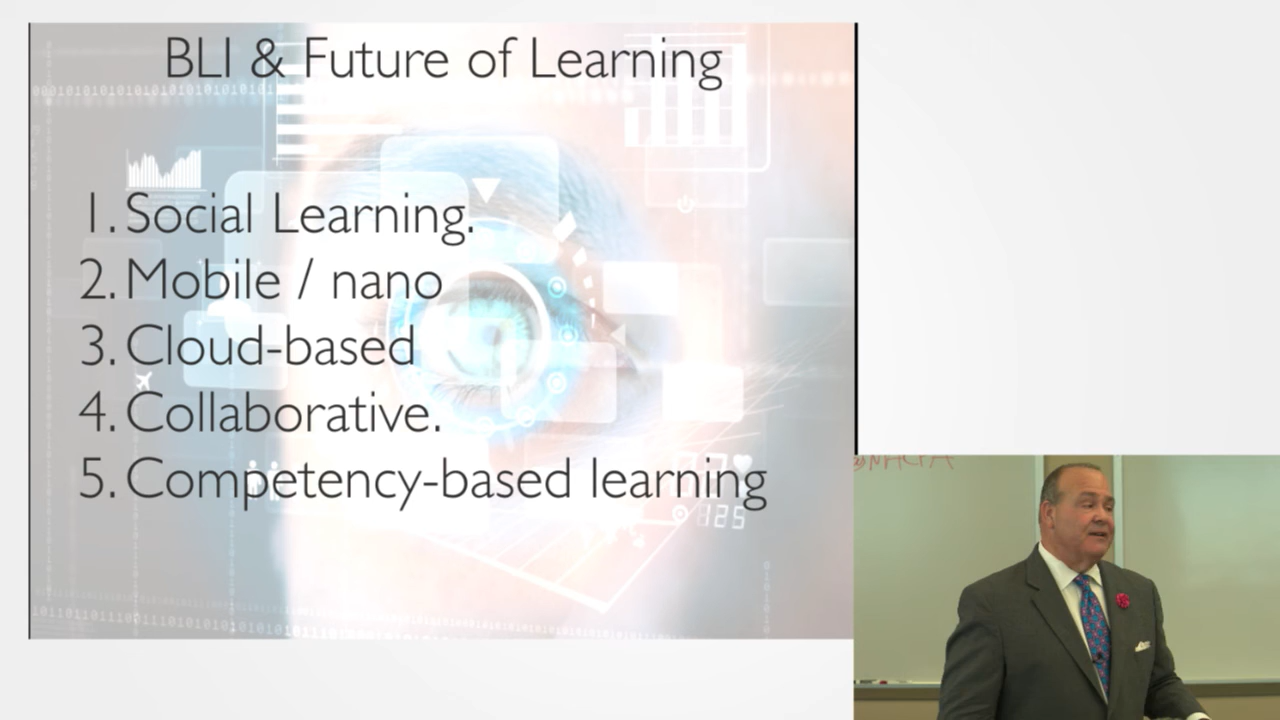 BLI & Future of Learning
1. Social Learning.
2. Mobile / nano
3. Cloud-based
4. Collaborative.
5. Competency-based learning
125